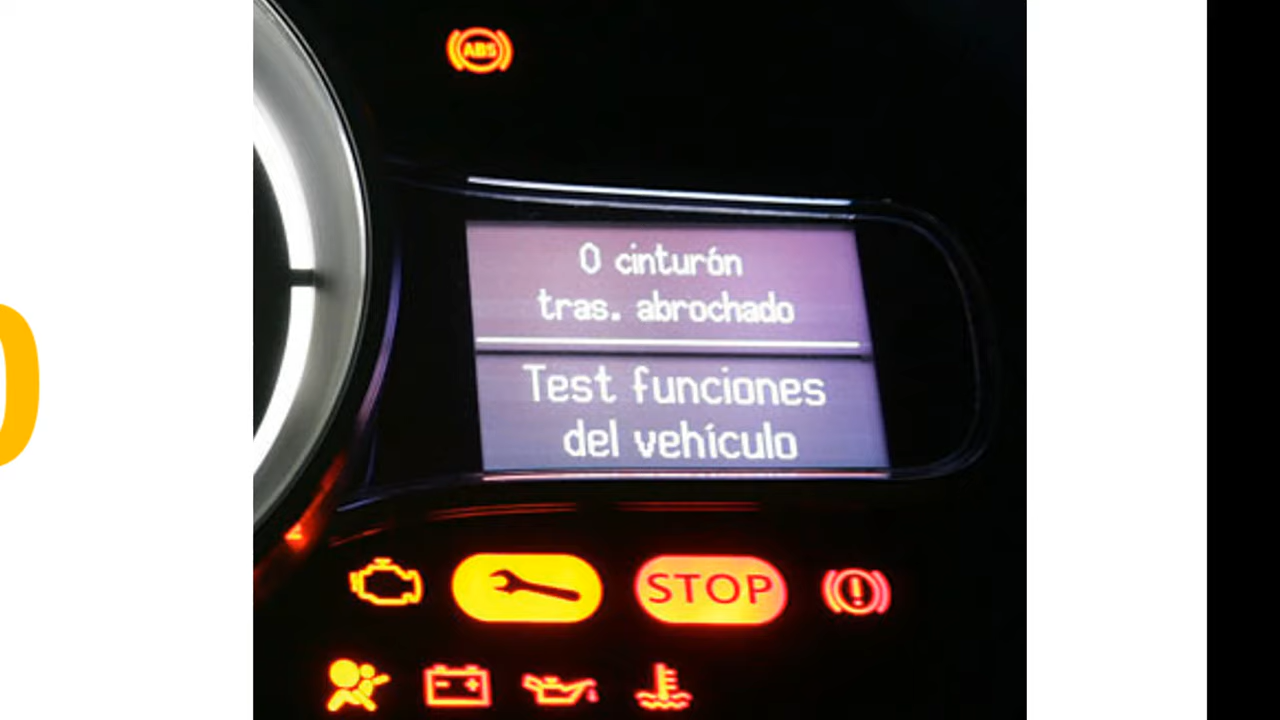 ABS
0 cinturón
tras. abrochado
Test funciones
del vehículo
STOP